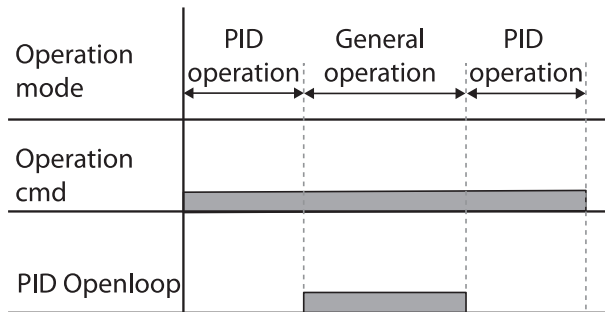 Operation
mode
PID
operation
General
operation
PID
operation
Operation
cmd
PID Openloop